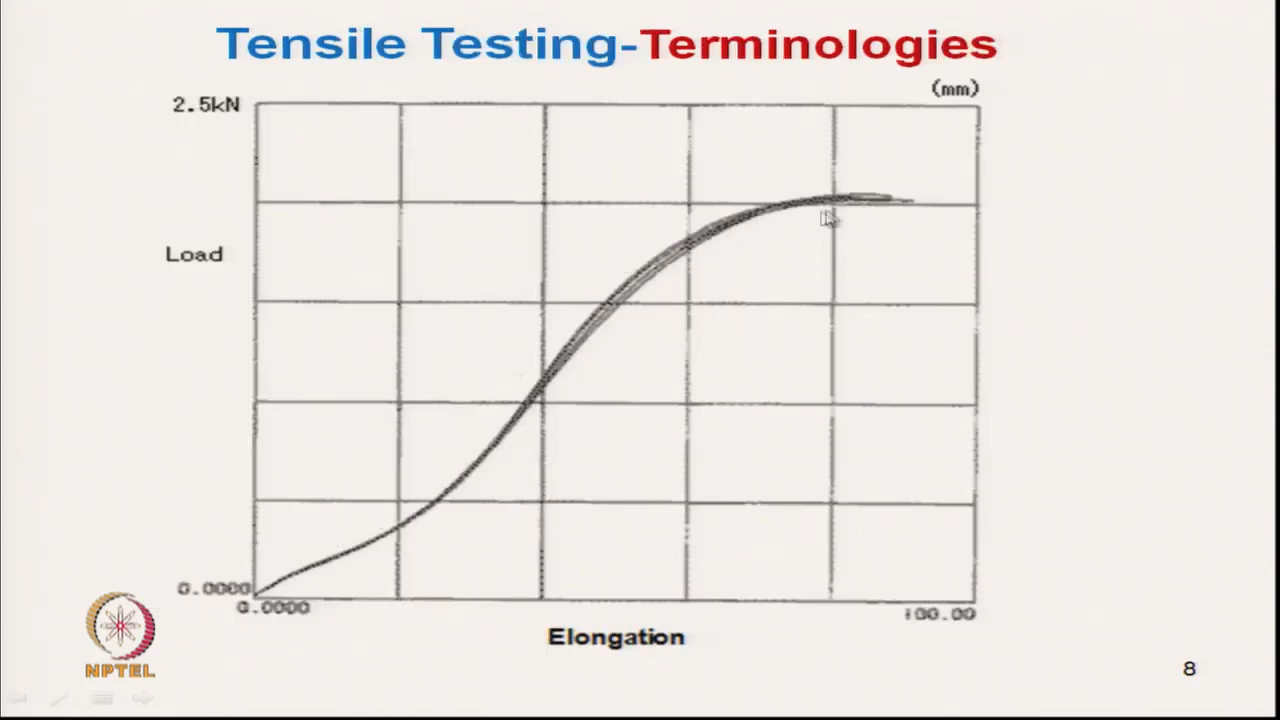 Tensile Testing-Terminologies
(mm)
2.5kN
Load
0.0000
0.0000
100.00
Elongation
NPTEL
8